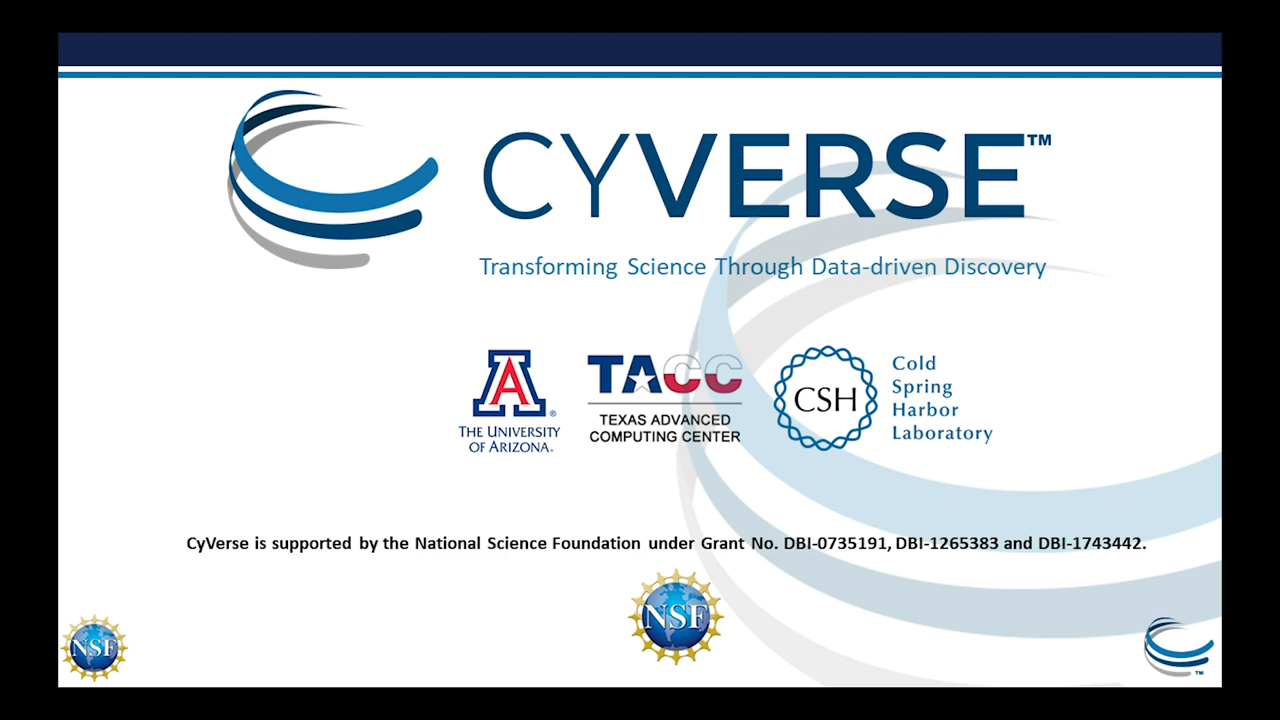 CYVERSE™
Transforming Science Through Data-driven Discovery
A ®
THE UNIVERSITY
OF ARIZONA.
TACC
TEXAS ADVANCED
COMPUTING CENTER
CSH
Cold
Spring
Harbor
Laboratory
CyVerse is supported by the National Science Foundation under Grant No. DBI-0735191, DBI-1265383 and DBI-1743442.
NSF
NSF
™